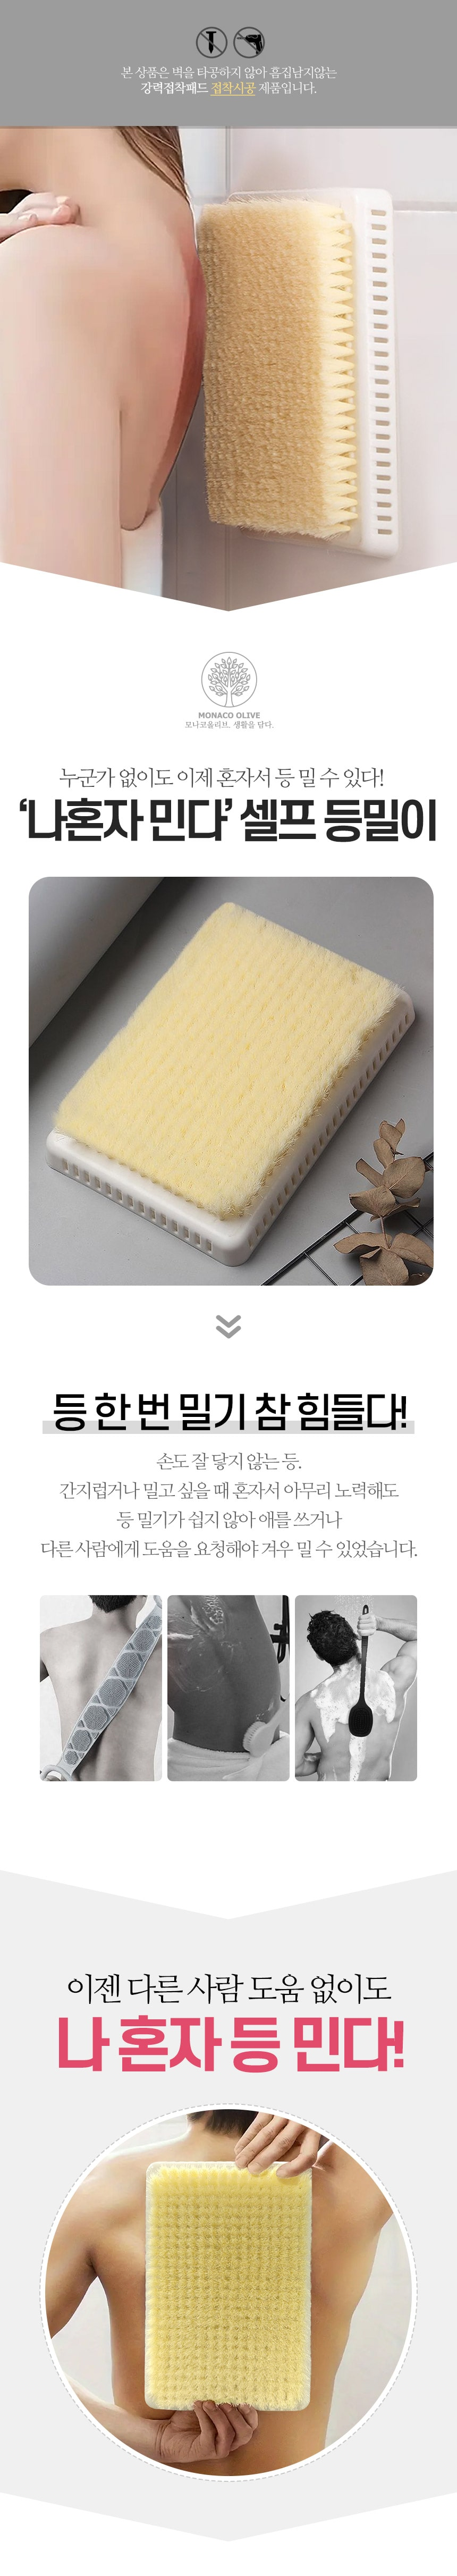 본 상품은 벽을 타공하지 않아 흠집남지않는
강력접착패드 접착시공 제품입니다.
MONACO OLIVE
모나코올리브, 생활을 담다.
누군가 없이도 이제 혼자서 등 밀 수 있다!
‘나혼자 민다’ 셀프 등밀이
등 한 번 밀기 참 힘들다!
손도 잘 닿지 않는 등.
간지럽거나 밀고 싶을 때 혼자서 아무리 노력해도
등 밀기가 쉽지 않아 애를 쓰거나
다른 사람에게 도움을 요청해야 겨우 밀 수 있었습니다.
이젠 다른 사람 도움 없이도
나 혼자 등 민다!